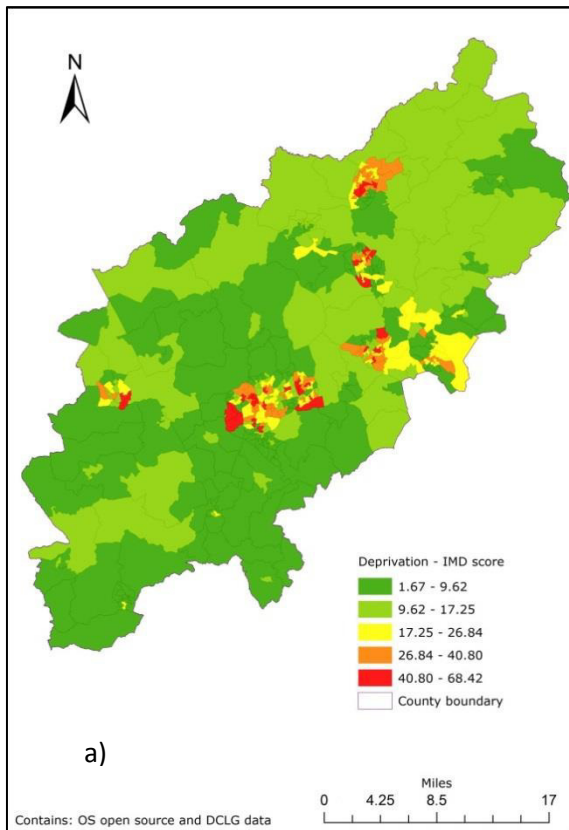 N
Deprivation - IMD score
1.67 - 9.62
9.62 - 17.25
17.25 - 26.84
26.84 - 40.80
40.80 - 68.42
County boundary
a)
Miles
0 4.25 8.5 17
Contains: OS open source and DCLG data